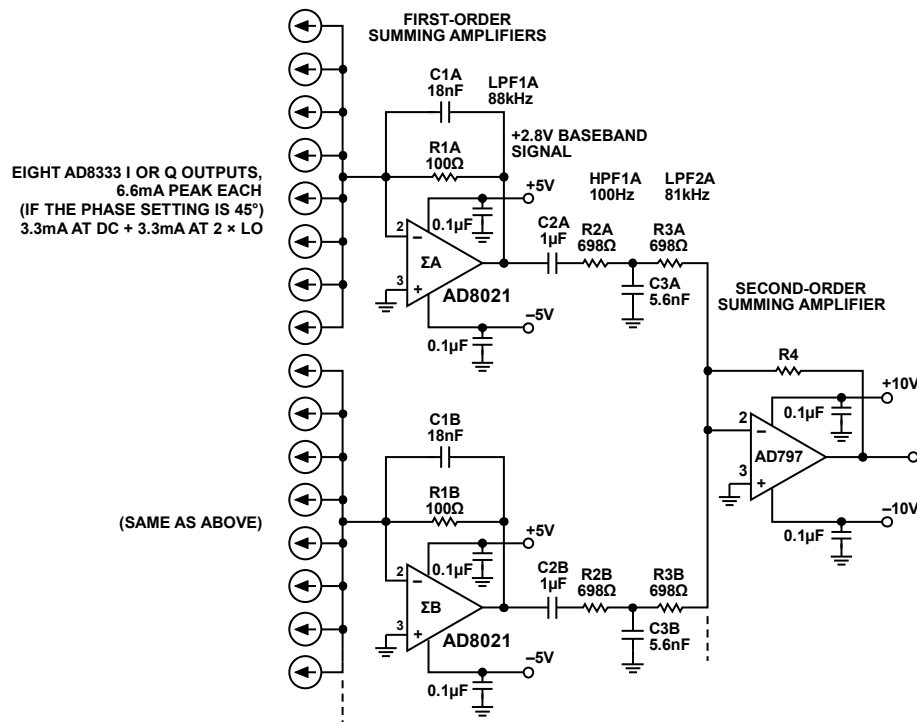 FIRST-ORDER
SUMMING AMPLIFIERS
C1A
18nF
LPF1A
88kHz
R1A
100Ω
+2.8V BASEBAND
SIGNAL
EIGHT AD8333 I OR Q OUTPUTS,
6.6mA PEAK EACH
(IF THE PHASE SETTING IS 45°)
3.3mA AT DC + 3.3mA AT 2 × LO
+5V
0.1µF
HPF1A
100Hz
LPF2A
81kHz
C2A
1µF
R2A
698Ω
R3A
698Ω
2
–
ΣA
3
+
AD8021
C3A
5.6nF
–5V
0.1µF
SECOND-ORDER
SUMMING AMPLIFIER
R4
+10V
0.1µF
2
–
AD797
3
+
–10V
0.1µF
C1B
18nF
R1B
100Ω
(SAME AS ABOVE)
+5V
0.1µF
C2B
1µF
R2B
698Ω
R3B
698Ω
2
–
ΣB
3
+
AD8021
C3B
5.6nF
–5V
0.1µF